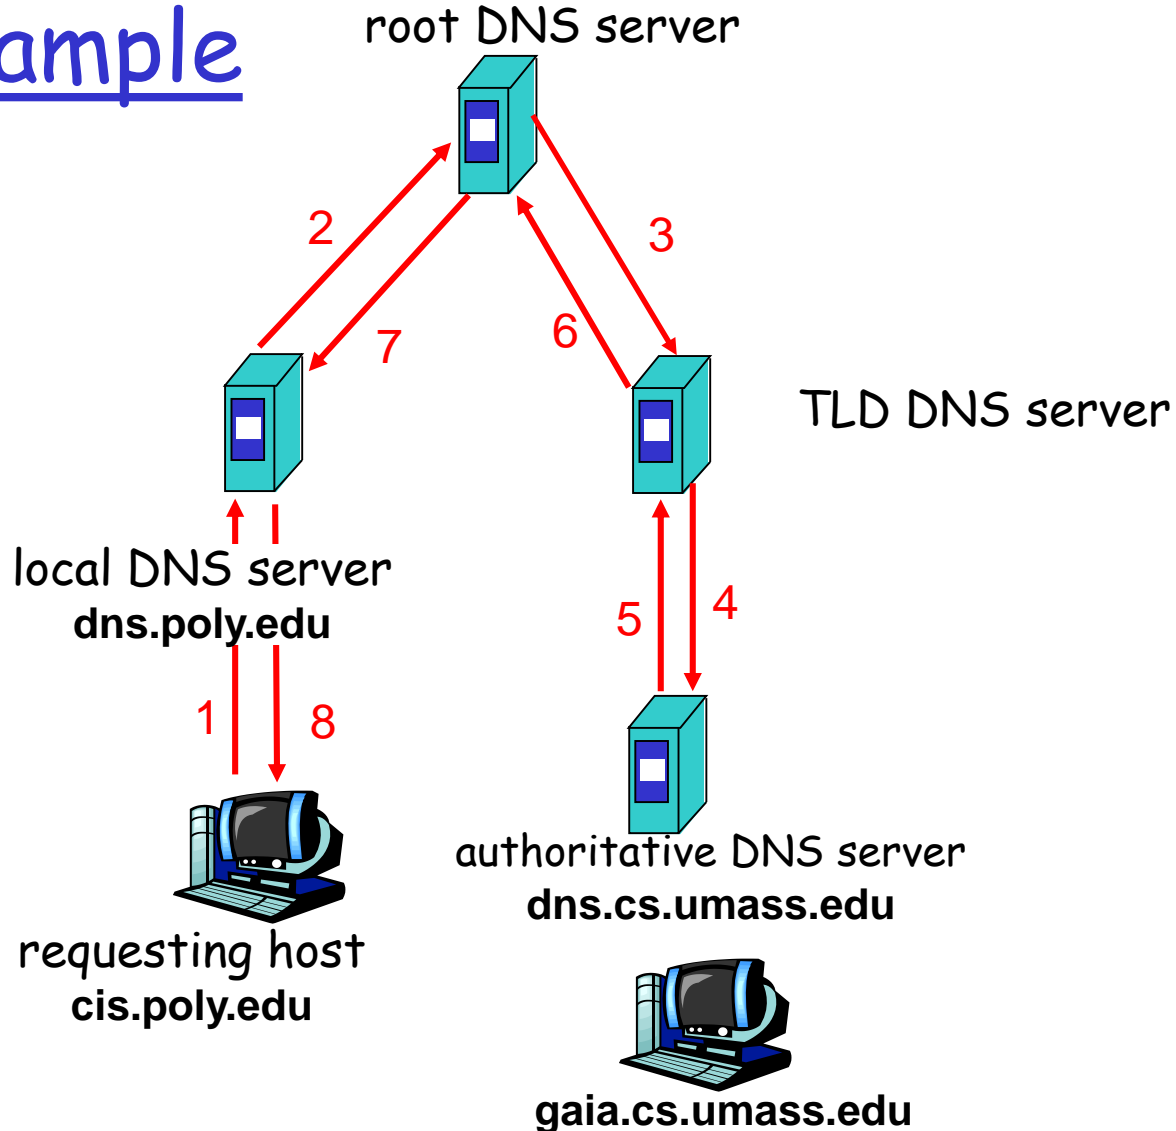 ample
root DNS server
2
3
7
6
TLD DNS server
local DNS server
dns.poly.edu
5
4
1
8
authoritative DNS server
dns.cs.umass.edu
requesting host
cis.poly.edu
gaia.cs.umass.edu